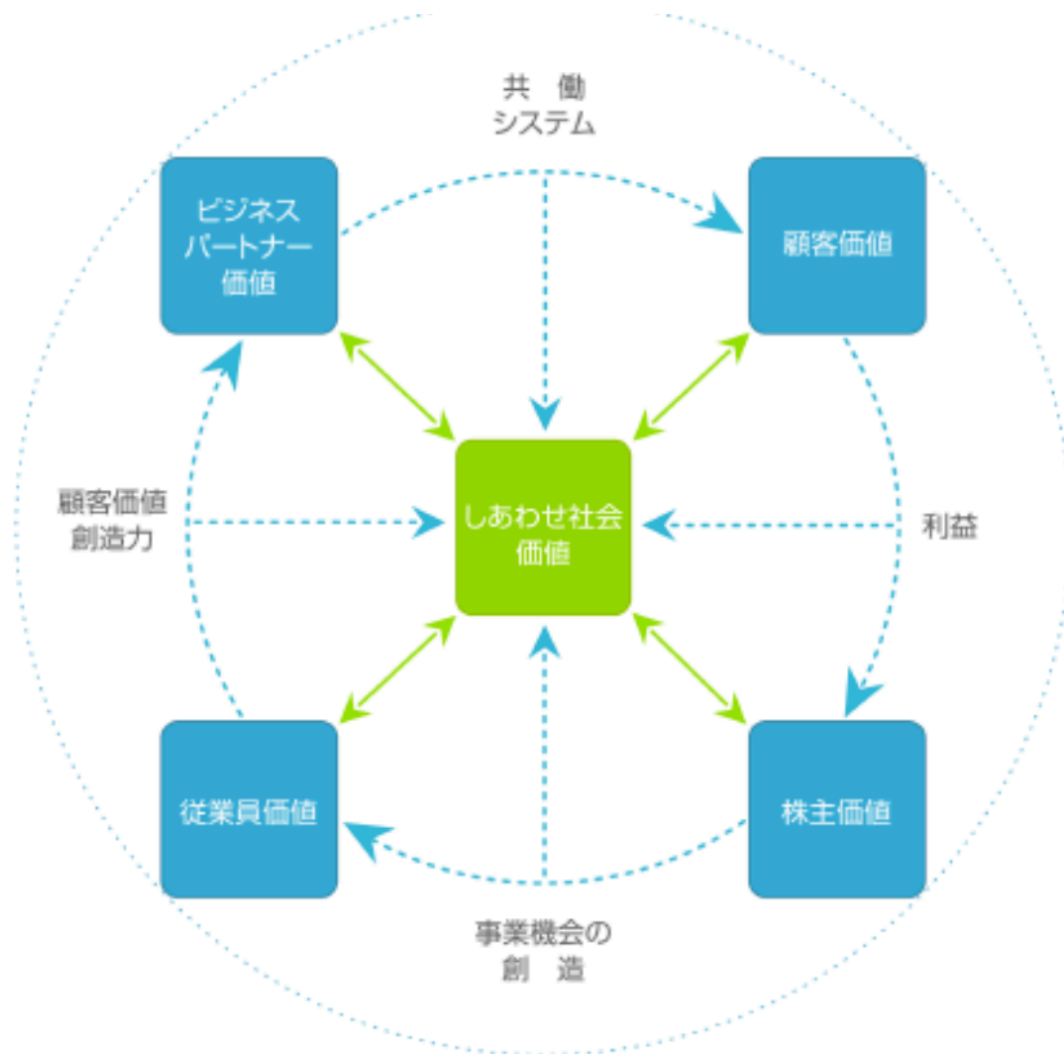 共　働
システム
ビジネス
パートナー
価値
顧客価値
顧客価値
創造力
しあわせ社会
価値
利益
従業員価値
株主価値
事業機会の
創　造